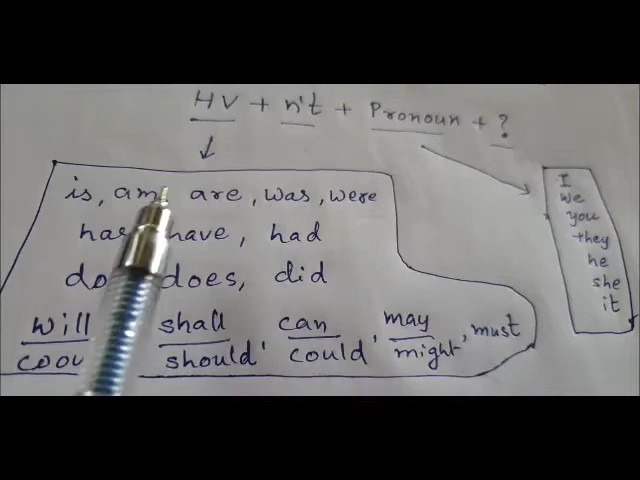 HV + n't + Pronoun + ?
is, am are, was, were
have, had
do does, did
will shall can, may, must
should, could, might
I
we
you
they
he
she
it